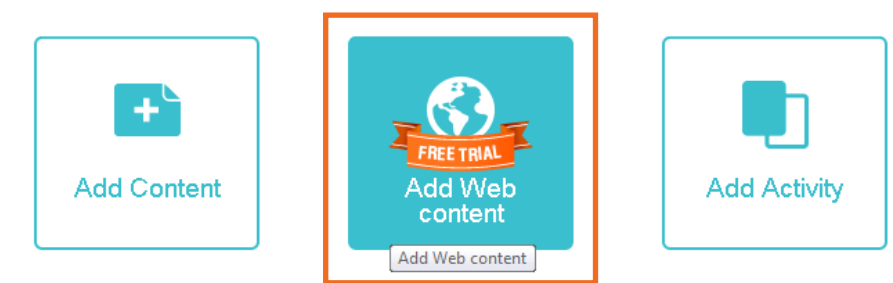 Add Content
FREE TRIAL
Add Web
content
Add Web content
Add Activity